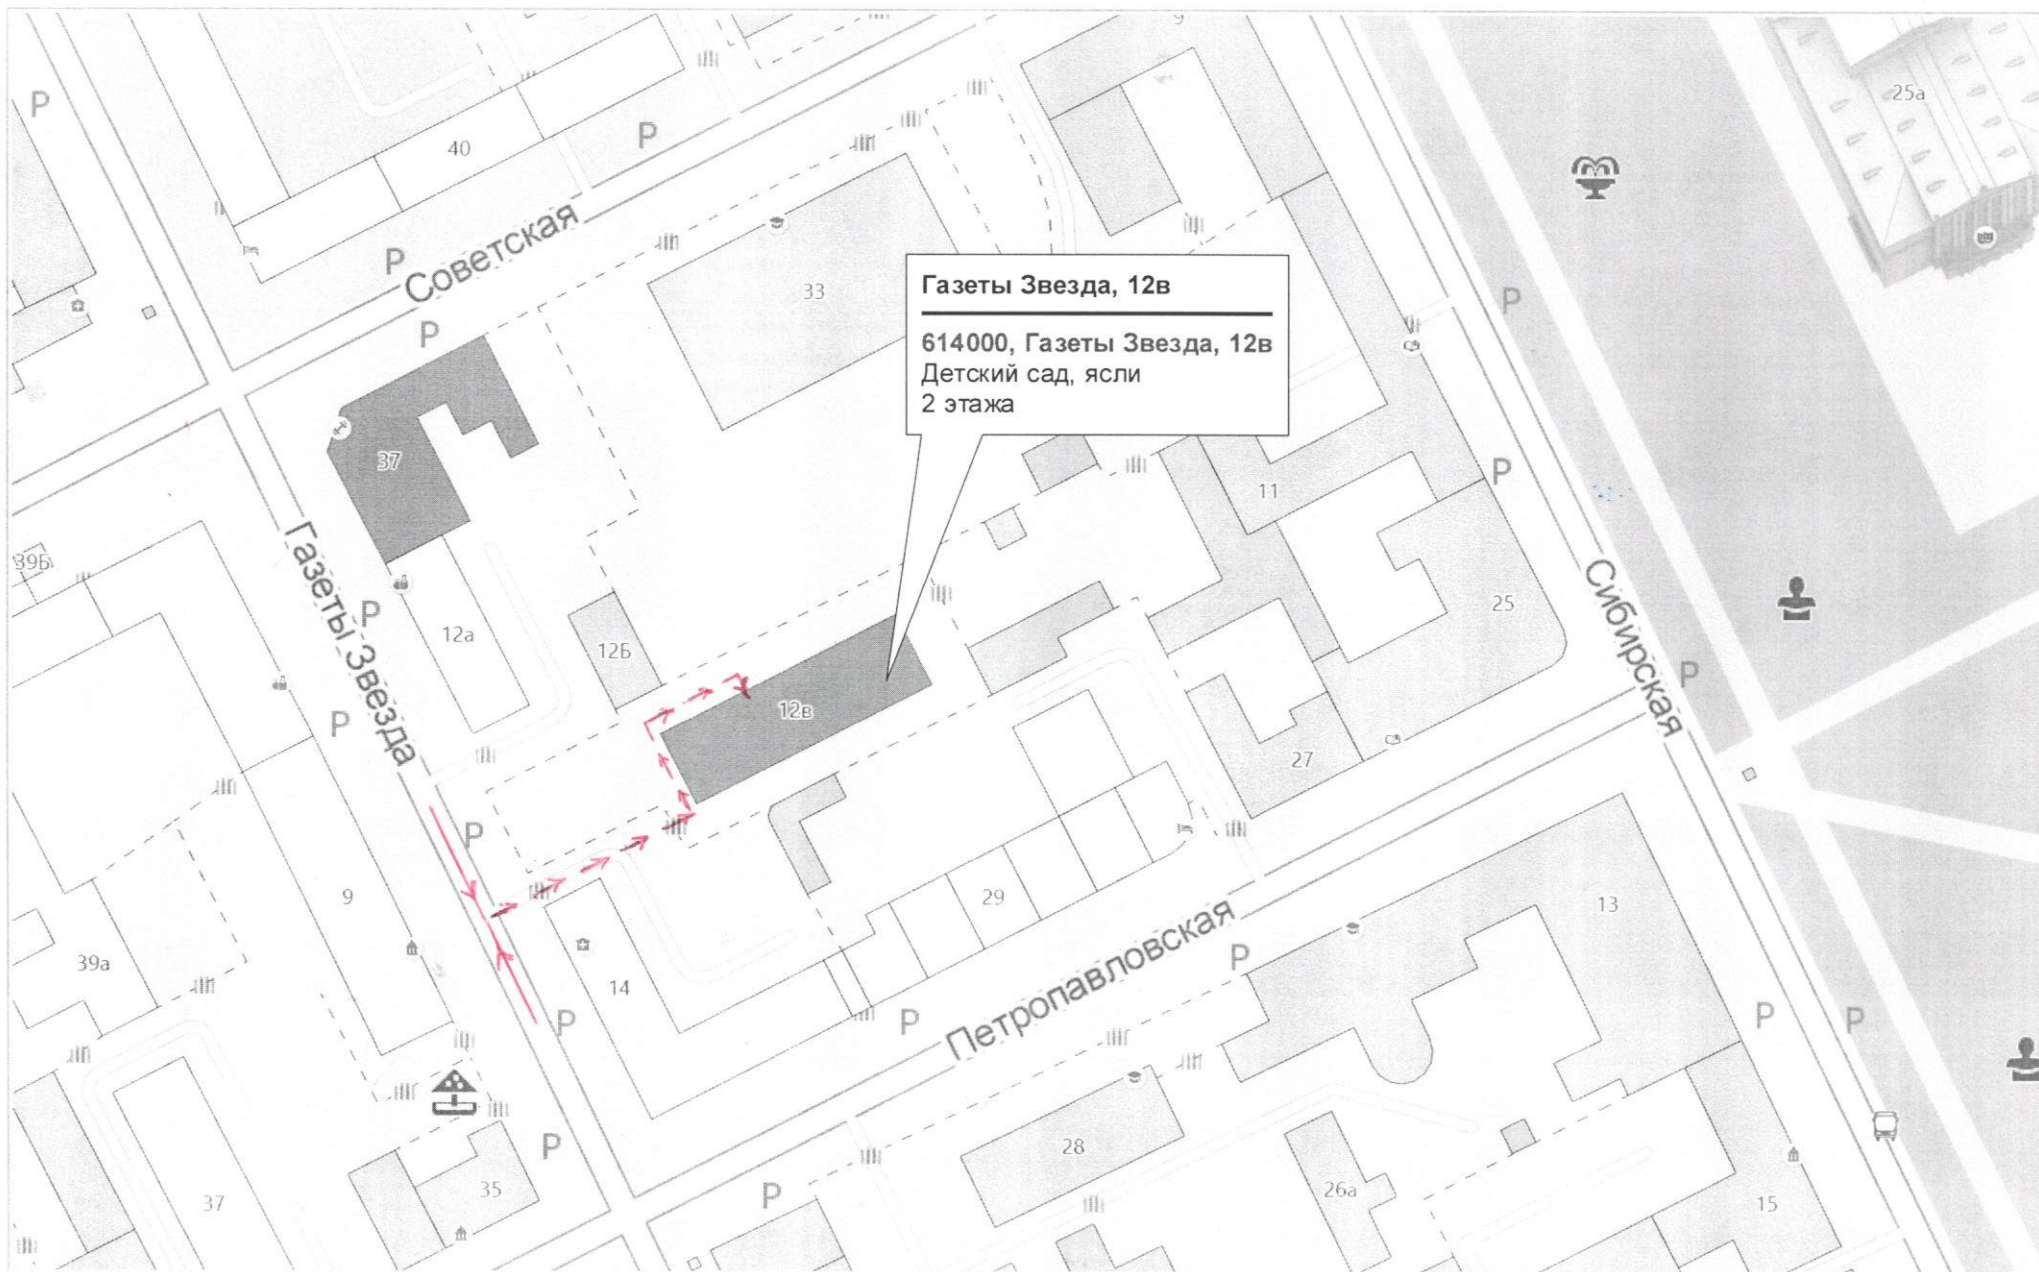 9
P
25а
40
P
Советская
P
33
P
P
Газеты Звезда, 12в
614000, Газеты Звезда, 12в
Детский сад, ясли
2 этажа
37
P
11
39Б
Газеты Звезда
P
12а
12Б
25
Сибирская
P
12в
P
27
P
9
29
13
39а
14
P
P
Петропавловская
P
P
P
28
P
35
37
P
26а
15